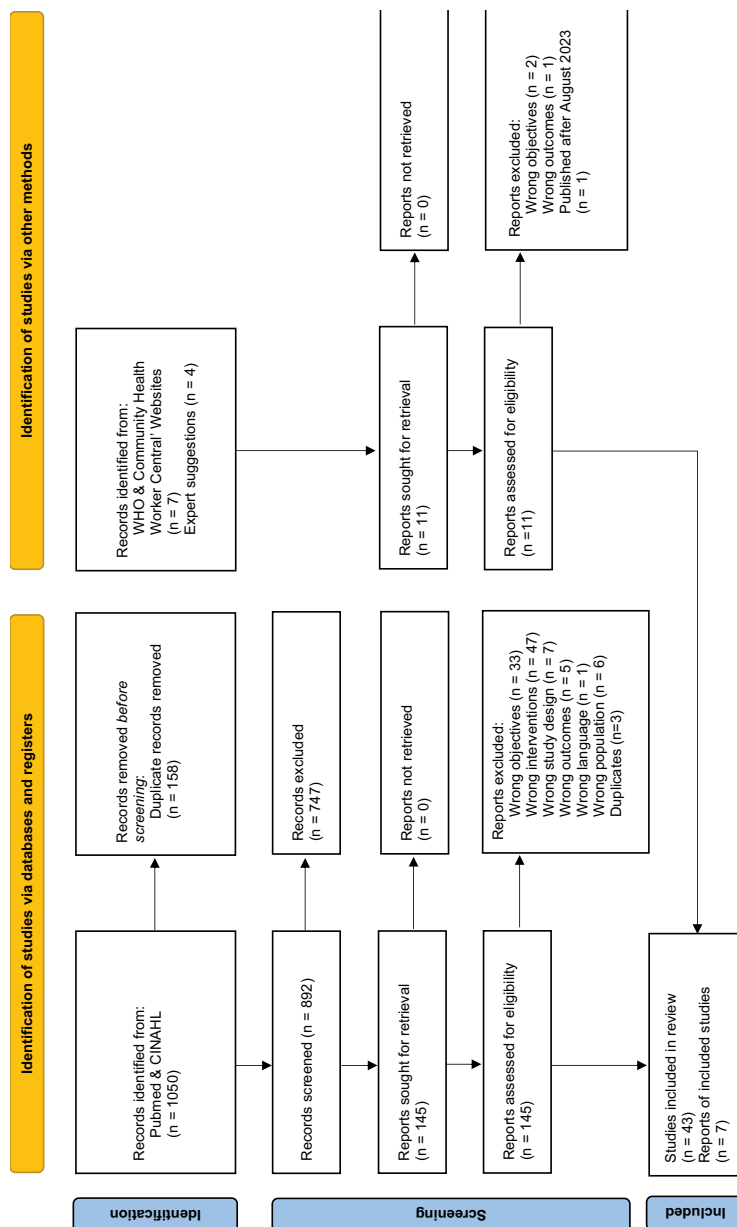 Identification of studies via databases and registers
Identification of studies via other methods
Identification
Records identified from:
Pubmed & CINAHL
(n = 1050)
Records removed before
screening:
Duplicate records removed
(n = 158)
Records identified from:
WHO & Community Health
Worker Central' Websites
(n = 7)
Expert suggestions (n = 4)
Screening
Records screened (n = 892)
Records excluded
(n = 747)
Reports sought for retrieval
(n = 145)
Reports not retrieved
(n = 0)
Reports sought for retrieval
(n = 11)
Reports not retrieved
(n = 0)
Reports assessed for eligibility
(n = 145)
Reports excluded:
Wrong objectives (n = 33)
Wrong interventions (n = 47)
Wrong study design (n = 7)
Wrong outcomes (n = 5)
Wrong language (n = 1)
Wrong population (n = 6)
Duplicates (n=3)
Reports assessed for eligibility
(n =11)
Reports excluded:
Wrong objectives (n = 2)
Wrong outcomes (n = 1)
Published after August 2023
(n = 1)
Included
Studies included in review
(n = 43)
Reports of included studies
(n = 7)